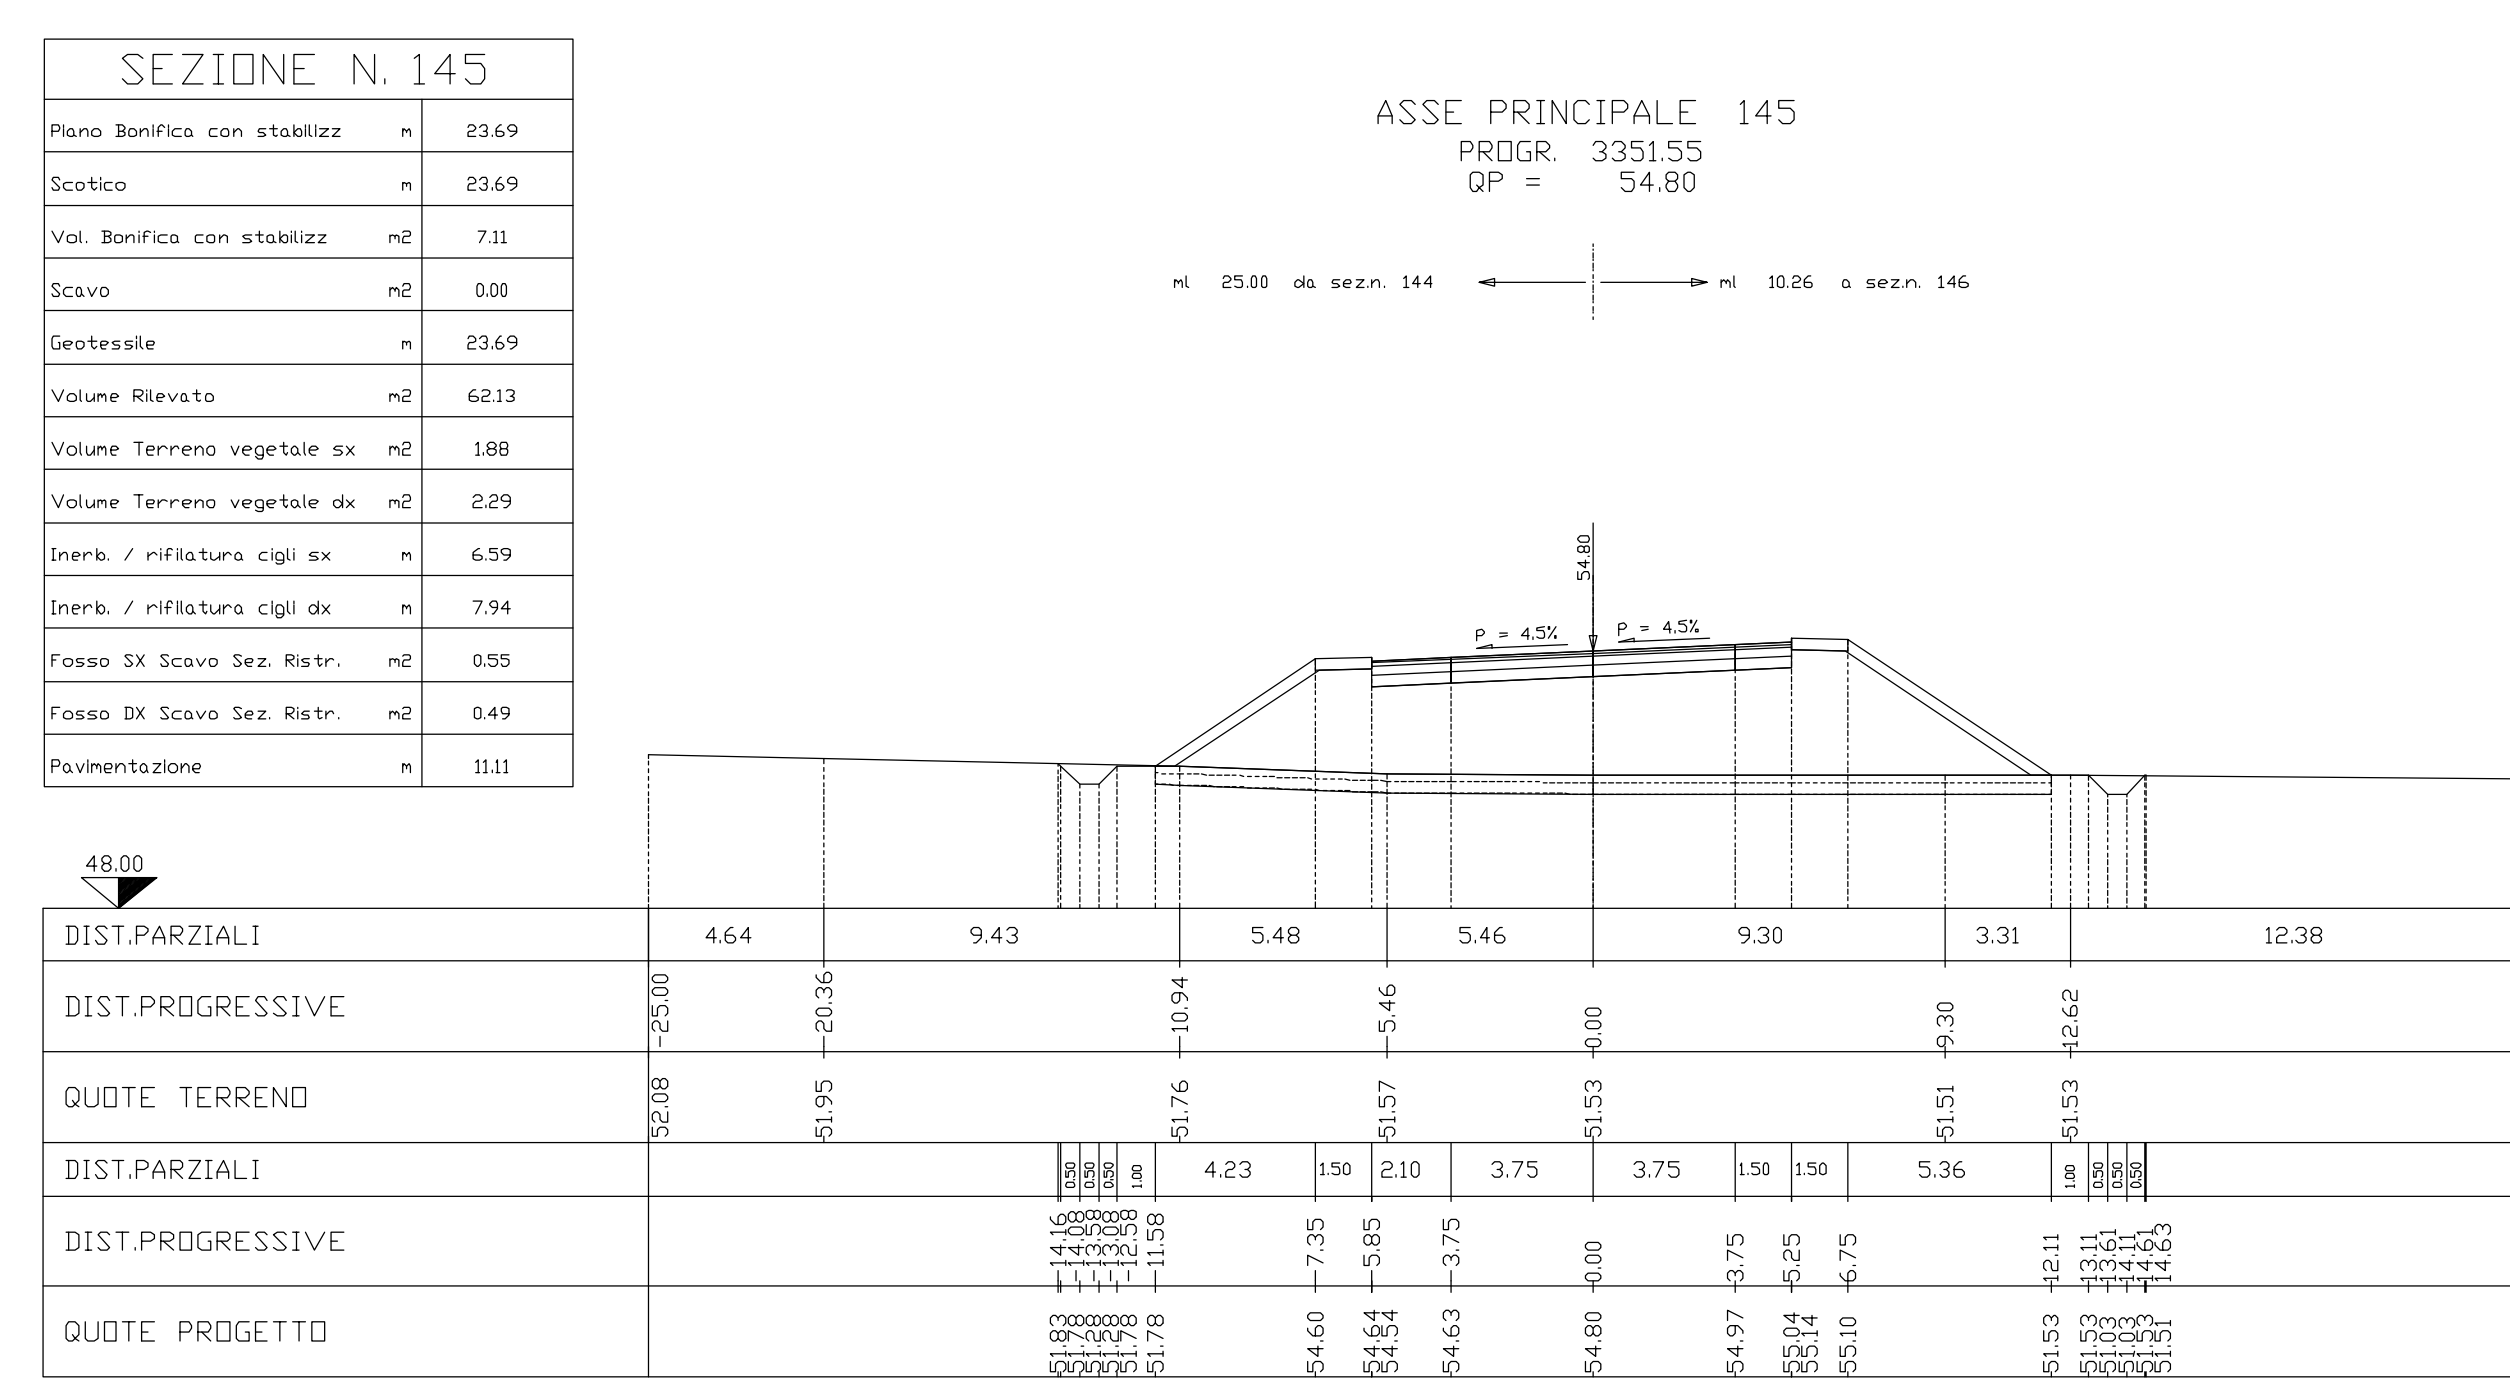 SEZIONE N. 145
Piano Bonifica con stabilizz m 23.69
Scotico m 23.69
Vol. Bonifica con stabilizz m2 7.11
Scavo m2 0.00
Geotessile m 23.69
Volume Rilevato m2 62.13
Volume Terreno vegetale sx m2 1.88
Volume Terreno vegetale dx m2 2.29
Inerb. / rifilatura cigli sx m 6.59
Inerb. / rifilatura cigli dx m 7.94
Fosso SX Scavo Sez. Ristr. m2 0.55
Fosso DX Scavo Sez. Ristr. m2 0.49
Pavimentazione m 11.11
ASSE PRINCIPALE 145
PROGR. 3351.55
QP = 54.80
ml 25.00 da sez.n. 144 ml 10.26 a sez.n. 146
54.80
P = 4.5% P = 4.5%
48.00
DIST.PARZIALI 4.64 9.43 5.48 5.46 9.30 3.31 12.38
DIST.PROGRESSIVE -25.00 -20.36 -10.94 -5.46 0.00 9.30 12.62
QUOTE TERRENO 52.08 51.95 51.76 51.57 51.53 51.51 51.53
DIST.PARZIALI 0.50 0.50 0.50 1.00 4.23 1.50 2.10 3.75 3.75 1.50 1.50 5.36 1.00 0.50 0.50 0.50
DIST.PROGRESSIVE -14.16 -14.08 -13.58 -13.08 -12.58 -11.58 -7.35 -5.85 -3.75 0.00 3.75 5.25 6.75 12.11 13.11 13.61 14.11 14.61 14.63
QUOTE PROGETTO 51.83 51.78 51.28 51.28 51.78 51.78 54.60 54.64 54.54 54.63 54.80 54.97 55.04 55.14 55.10 51.53 51.53 51.03 51.03 51.53 51.51